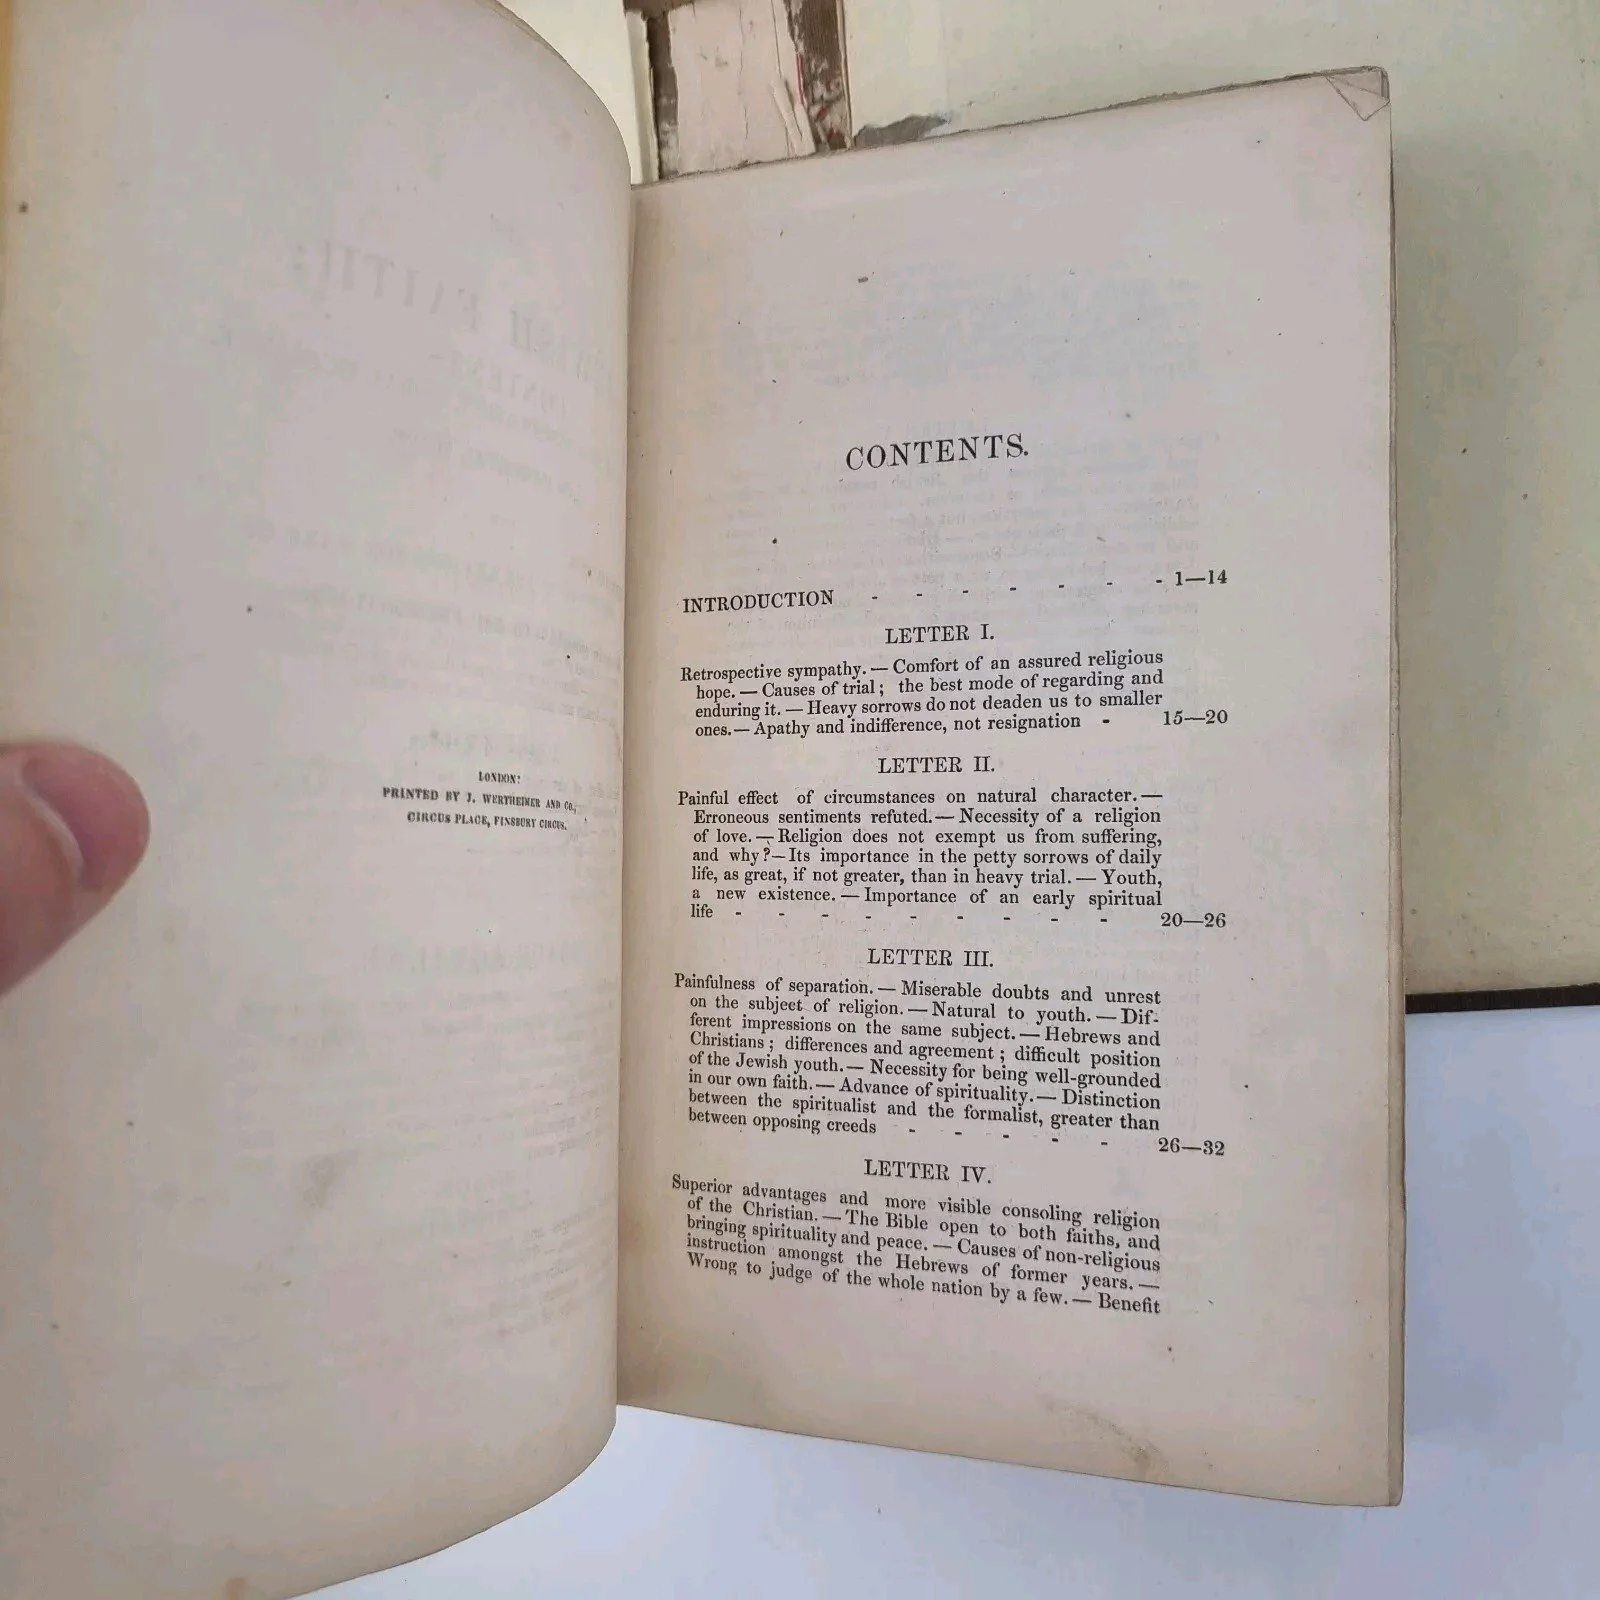 LONDON:
PRINTED BY J. WERTHEIMER AND CO.,
CIRCUS PLACE, FINSBURY CIRCUS.
CONTENTS.
INTRODUCTION - - - - - - - 1—14
LETTER I.
Retrospective sympathy. — Comfort of an assured religious
hope. — Causes of trial; the best mode of regarding and
enduring it. — Heavy sorrows do not deaden us to smaller
ones. — Apathy and indifference, not resignation - 15—20
LETTER II.
Painful effect of circumstances on natural character. —
Erroneous sentiments refuted. — Necessity of a religion
of love. — Religion does not exempt us from suffering,
and why? — Its importance in the petty sorrows of daily
life, as great, if not greater, than in heavy trial. — Youth,
a new existence. — Importance of an early spiritual
life - - - - - - - - - 20—26
LETTER III.
Painfulness of separation. — Miserable doubts and unrest
on the subject of religion. — Natural to youth. — Dif-
ferent impressions on the same subject. — Hebrews and
Christians; differences and agreement; difficult position
of the Jewish youth. — Necessity for being well-grounded
in our own faith. — Advance of spirituality. — Distinction
between the spiritualist and the formalist, greater than
between opposing creeds - - - - - 26—32
LETTER IV.
Superior advantages and more visible consoling religion
of the Christian. — The Bible open to both faiths, and
bringing spirituality and peace. — Causes of non-religious
instruction amongst the Hebrews of former years. —
Wrong to judge of the whole nation by a few. — Benefit